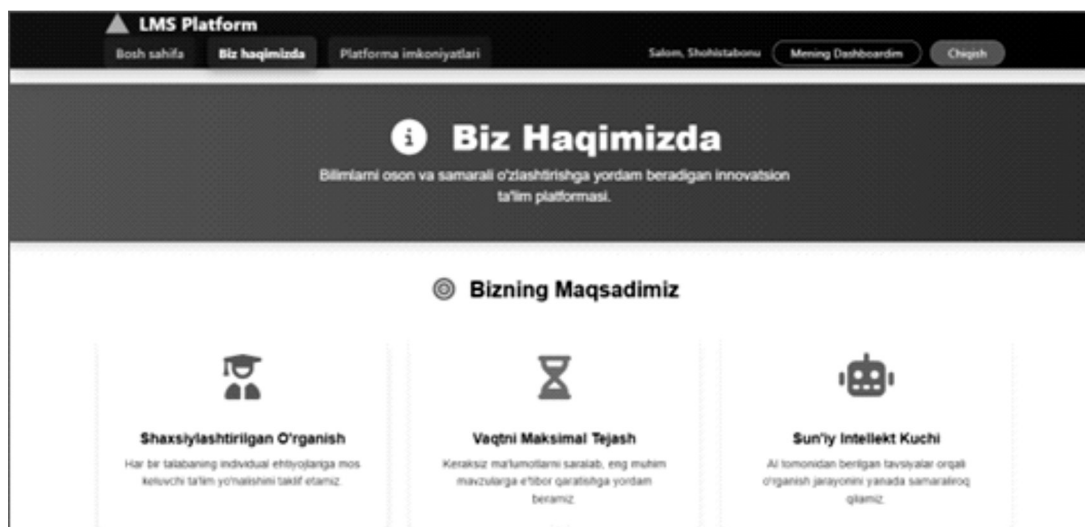 LMS Platform
Bosh sahifa Biz haqimizda Platforma imkoniyatlari Salom, Shohistabonu Mening Dashboardim Chiqish
Biz Haqimizda
Bilimlarni oson va samarali o'zlashtirishga yordam beradigan innovatsion
ta'lim platformasi.
Bizning Maqsadimiz
Shaxsiylashtirilgan O'rganish
Har bir talabaning individual ehtiyojlariga mos
keluvchi ta'lim yo'nalishini taklif etamiz.
Vaqtni Maksimal Tejash
Keraksiz ma'lumotlarni saralab, eng muhim
mavzularga e'tibor qaratishga yordam
beramiz.
Sun'iy Intellekt Kuchi
AI tomonidan berilgan tavsiyalar orqali
o'rganish jarayonini yanada samaraliroq
qilamiz.